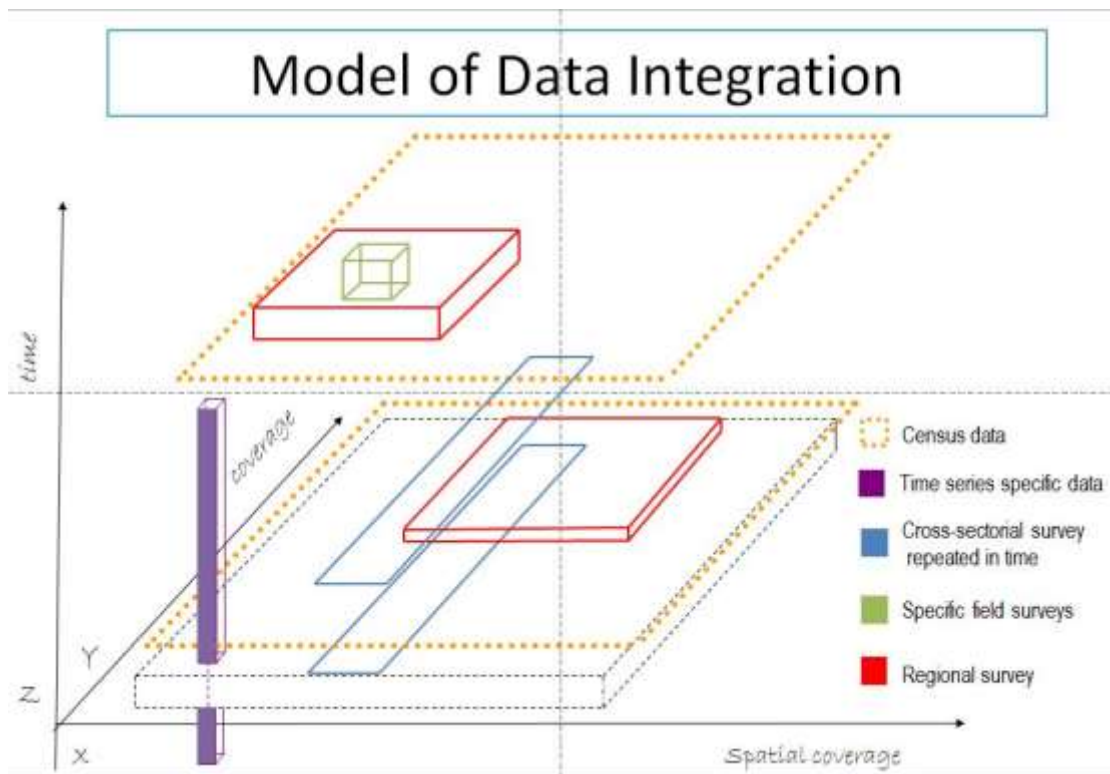 Model of Data Integration
time
coverage
Census data
Time series specific data
Cross-sectorial survey
repeated in time
Specific field surveys
Regional survey
Y
Z
X
Spatial coverage